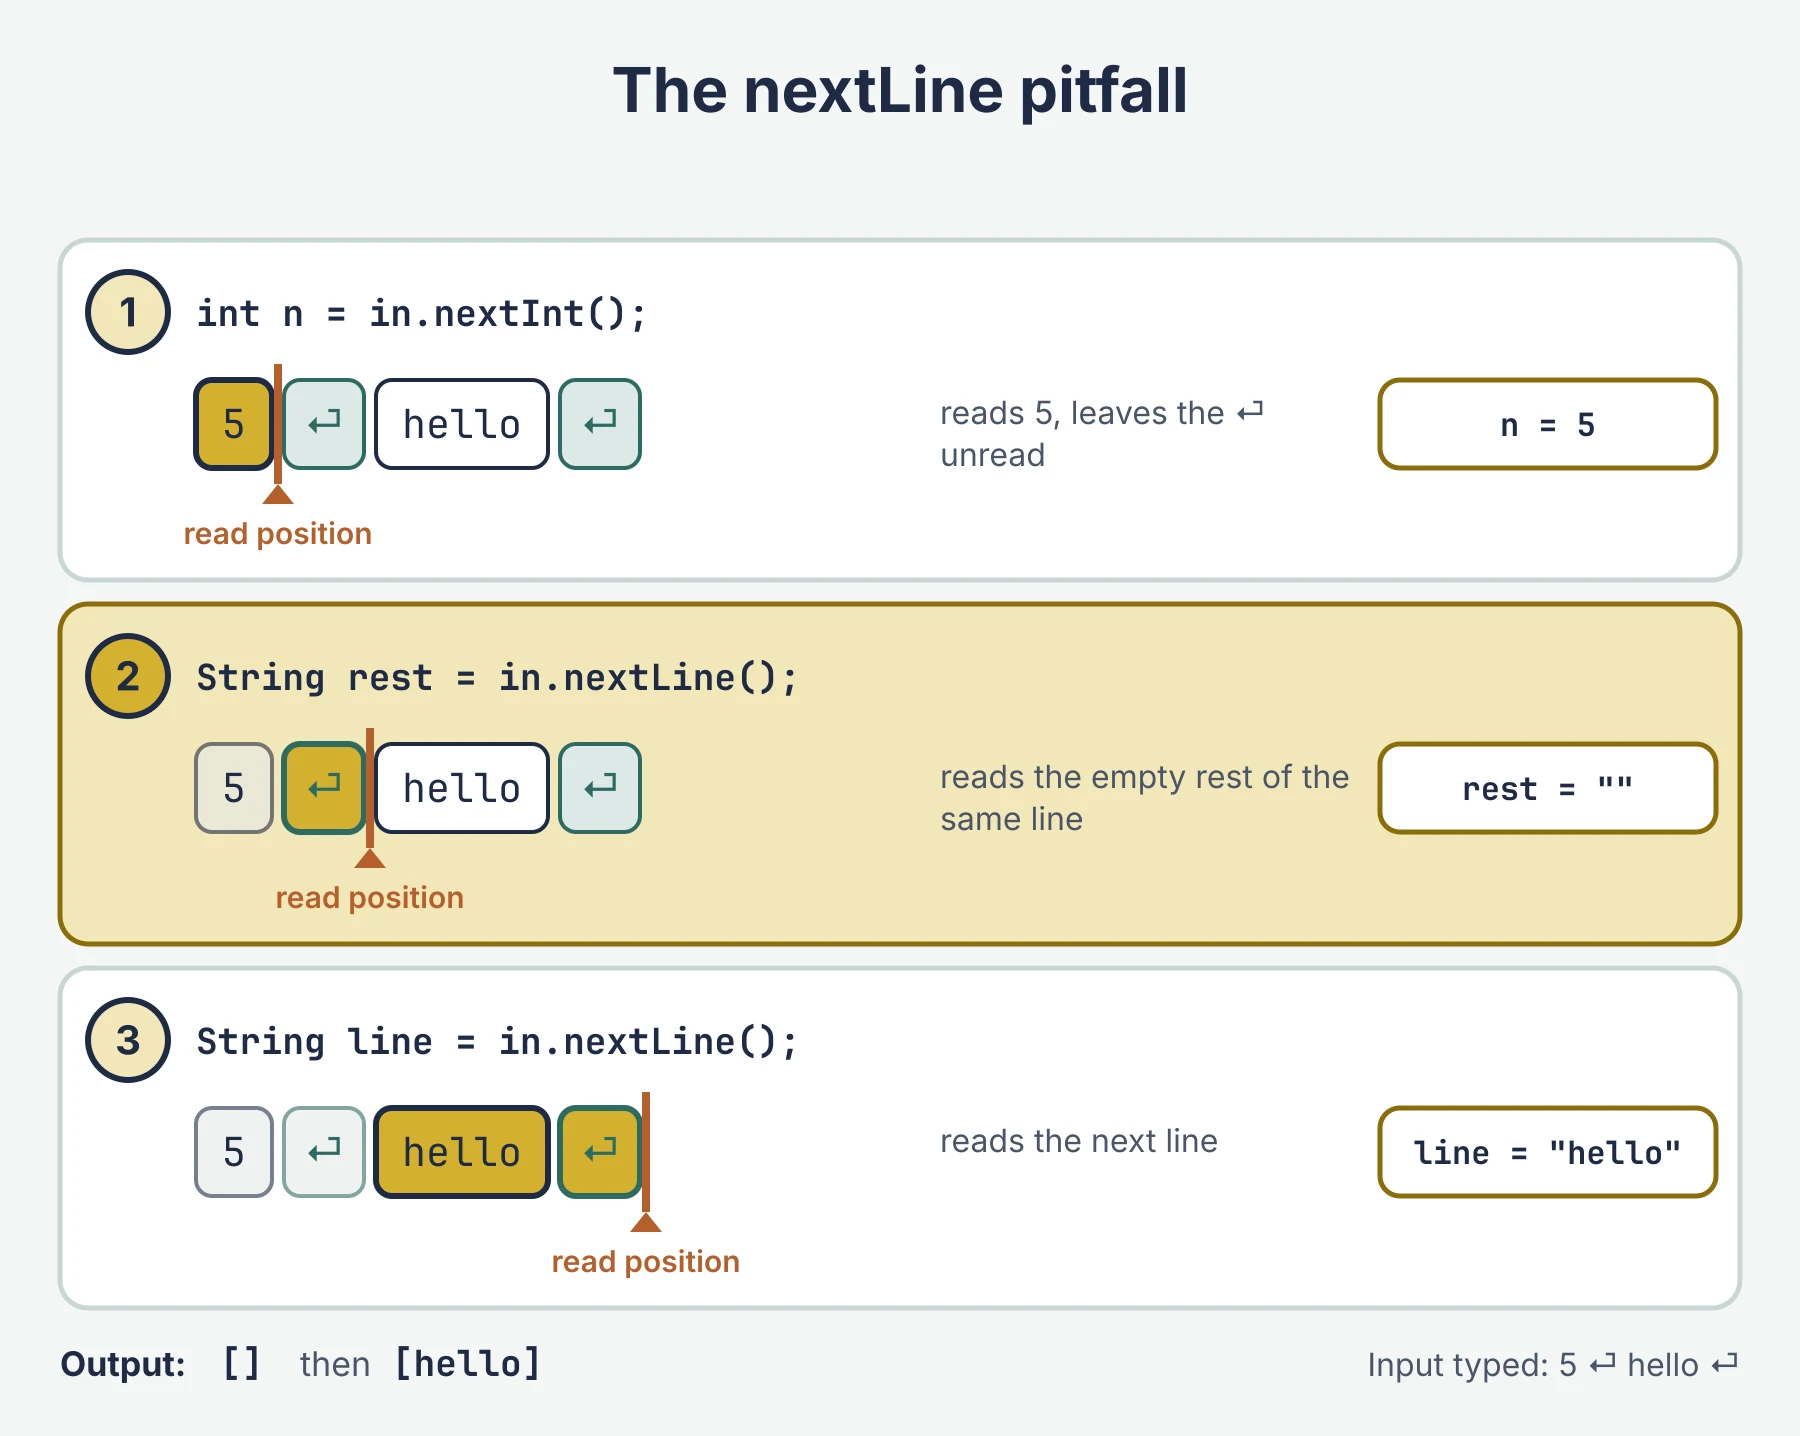 The nextLine pitfall
1 int n = in.nextInt();
5 ⏎ hello ⏎
reads 5, leaves the ⏎
unread
n = 5
read position
2 String rest = in.nextLine();
5 ⏎ hello ⏎
reads the empty rest of the
same line
rest = ""
read position
3 String line = in.nextLine();
5 ⏎ hello ⏎
reads the next line
line = "hello"
read position
Output: [] then [hello]
Input typed: 5 ⏎ hello ⏎